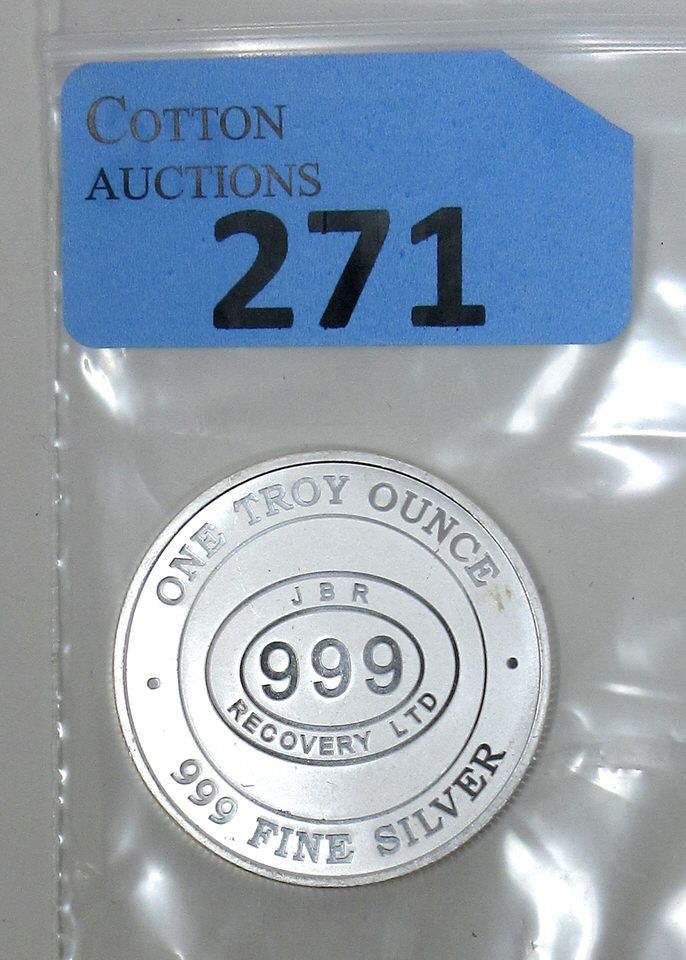 COTTON
AUCTIONS
271
ONE TROY OUNCE
JBR
999
RECOVERY LTD
999 FINE SILVER